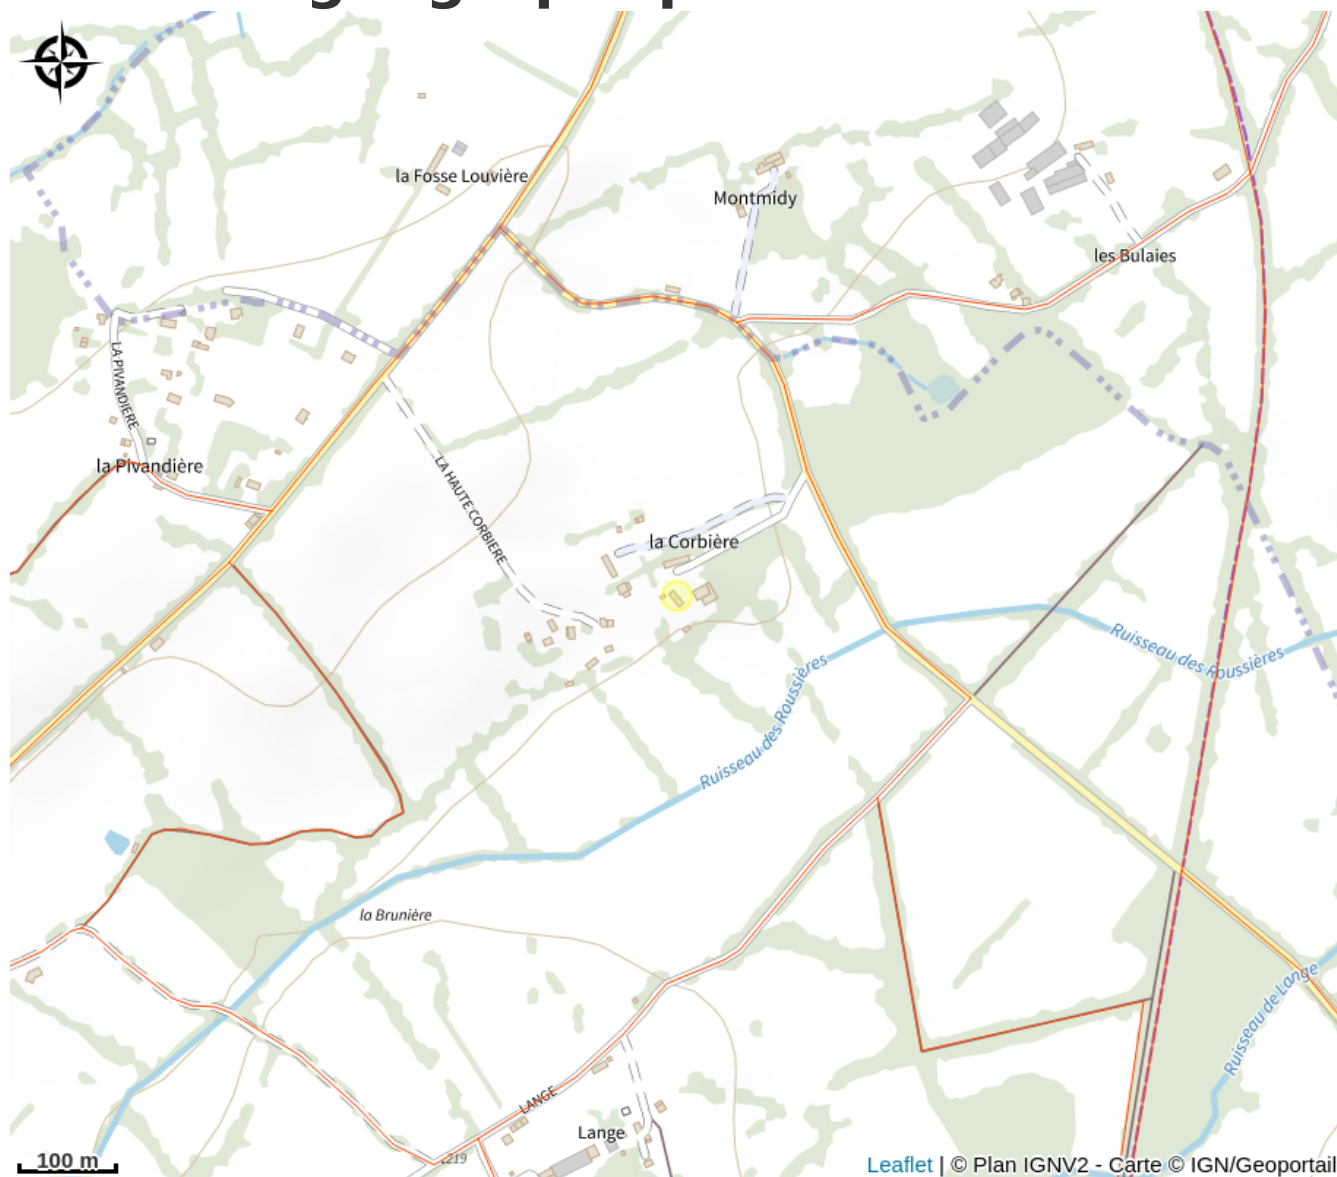 la Fosse Louvière
Montmidy
les Bulaies
LA PIVANDIERE
la Pivandière
LA HAUTE CORBIERE
la Corbière
Ruisseau des Roussières
Ruisseau des Roussières
la Brunière
Ruisseau de Lange
LANGE
Lange
100 m
Leaflet | © Plan IGNV2 - Carte © IGN/Geoportail